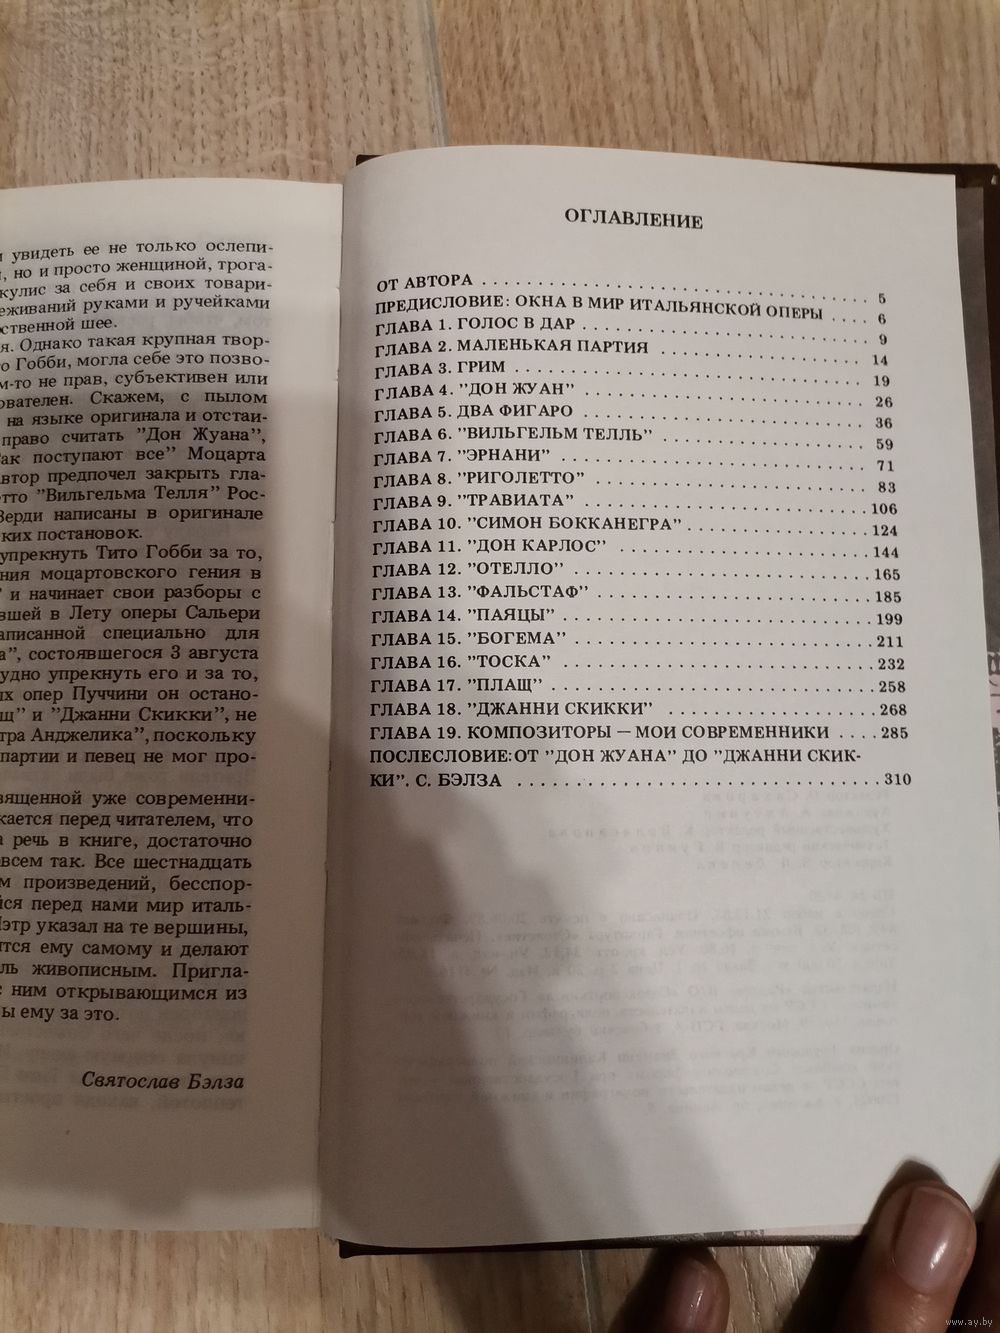 и увидеть ее не только ослепи-
, но и просто женщиной, трога-
кулис за себя и своих товари-
еживаний руками и ручейками
ственной шее.
я. Однако такая крупная твор-
о Гобби, могла себе это позво-
м-то не прав, субъективен или
ователен. Скажем, с пылом
на языке оригинала и отстаи-
право считать "Дон Жуана",
ак поступают все" Моцарта
втор предпочел закрыть гла-
тто "Вильгельма Телля" Рос-
Верди написаны в оригинале
ких постановок.
упрекнуть Тито Гобби за то,
ния моцартовского гения в
" и начинает свои разборы с
вшей в Лету оперы Сальери
аписанной специально для
а", состоявшегося 3 августа
удно упрекнуть его и за то,
ых опер Пуччини он остано-
щ" и "Джанни Скикки", не
тра Анджелика", поскольку
партии и певец не мог про-
вященной уже современни-
кается перед читателем, что
а речь в книге, достаточно
овсем так. Все шестнадцать
м произведений, бесспор-
йся перед нами мир италь-
Мэтр указал на те вершины,
ятся ему самому и делают
ль живописным. Пригла-
с ним открывающимся из
ы ему за это.
Святослав Бэлза
ОГЛАВЛЕНИЕ
ОТ АВТОРА . . . . . . . . . . . . . . . . . . . . 5
ПРЕДИСЛОВИЕ: ОКНА В МИР ИТАЛЬЯНСКОЙ ОПЕРЫ . . . . 6
ГЛАВА 1. ГОЛОС В ДАР . . . . . . . . . . . . . . . 9
ГЛАВА 2. МАЛЕНЬКАЯ ПАРТИЯ . . . . . . . . . . . . 14
ГЛАВА 3. ГРИМ . . . . . . . . . . . . . . . . . . 19
ГЛАВА 4. "ДОН ЖУАН" . . . . . . . . . . . . . . . 26
ГЛАВА 5. ДВА ФИГАРО . . . . . . . . . . . . . . . 36
ГЛАВА 6. "ВИЛЬГЕЛЬМ ТЕЛЛЬ" . . . . . . . . . . . . 59
ГЛАВА 7. "ЭРНАНИ" . . . . . . . . . . . . . . . . 71
ГЛАВА 8. "РИГОЛЕТТО" . . . . . . . . . . . . . . . 83
ГЛАВА 9. "ТРАВИАТА" . . . . . . . . . . . . . . . 106
ГЛАВА 10. "СИМОН БОККАНЕГРА" . . . . . . . . . . . 124
ГЛАВА 11. "ДОН КАРЛОС" . . . . . . . . . . . . . . 144
ГЛАВА 12. "ОТЕЛЛО" . . . . . . . . . . . . . . . . 165
ГЛАВА 13. "ФАЛЬСТАФ" . . . . . . . . . . . . . . . 185
ГЛАВА 14. "ПАЯЦЫ" . . . . . . . . . . . . . . . . 199
ГЛАВА 15. "БОГЕМА" . . . . . . . . . . . . . . . . 211
ГЛАВА 16. "ТОСКА" . . . . . . . . . . . . . . . . 232
ГЛАВА 17. "ПЛАЩ" . . . . . . . . . . . . . . . . . 258
ГЛАВА 18. "ДЖАННИ СКИККИ" . . . . . . . . . . . . 268
ГЛАВА 19. КОМПОЗИТОРЫ — МОИ СОВРЕМЕННИКИ . . . . 285
ПОСЛЕСЛОВИЕ: ОТ "ДОН ЖУАНА" ДО "ДЖАННИ СКИК-
КИ". С. БЭЛЗА . . . . . . . . . . . . . . . . . . 310
www.ay.by